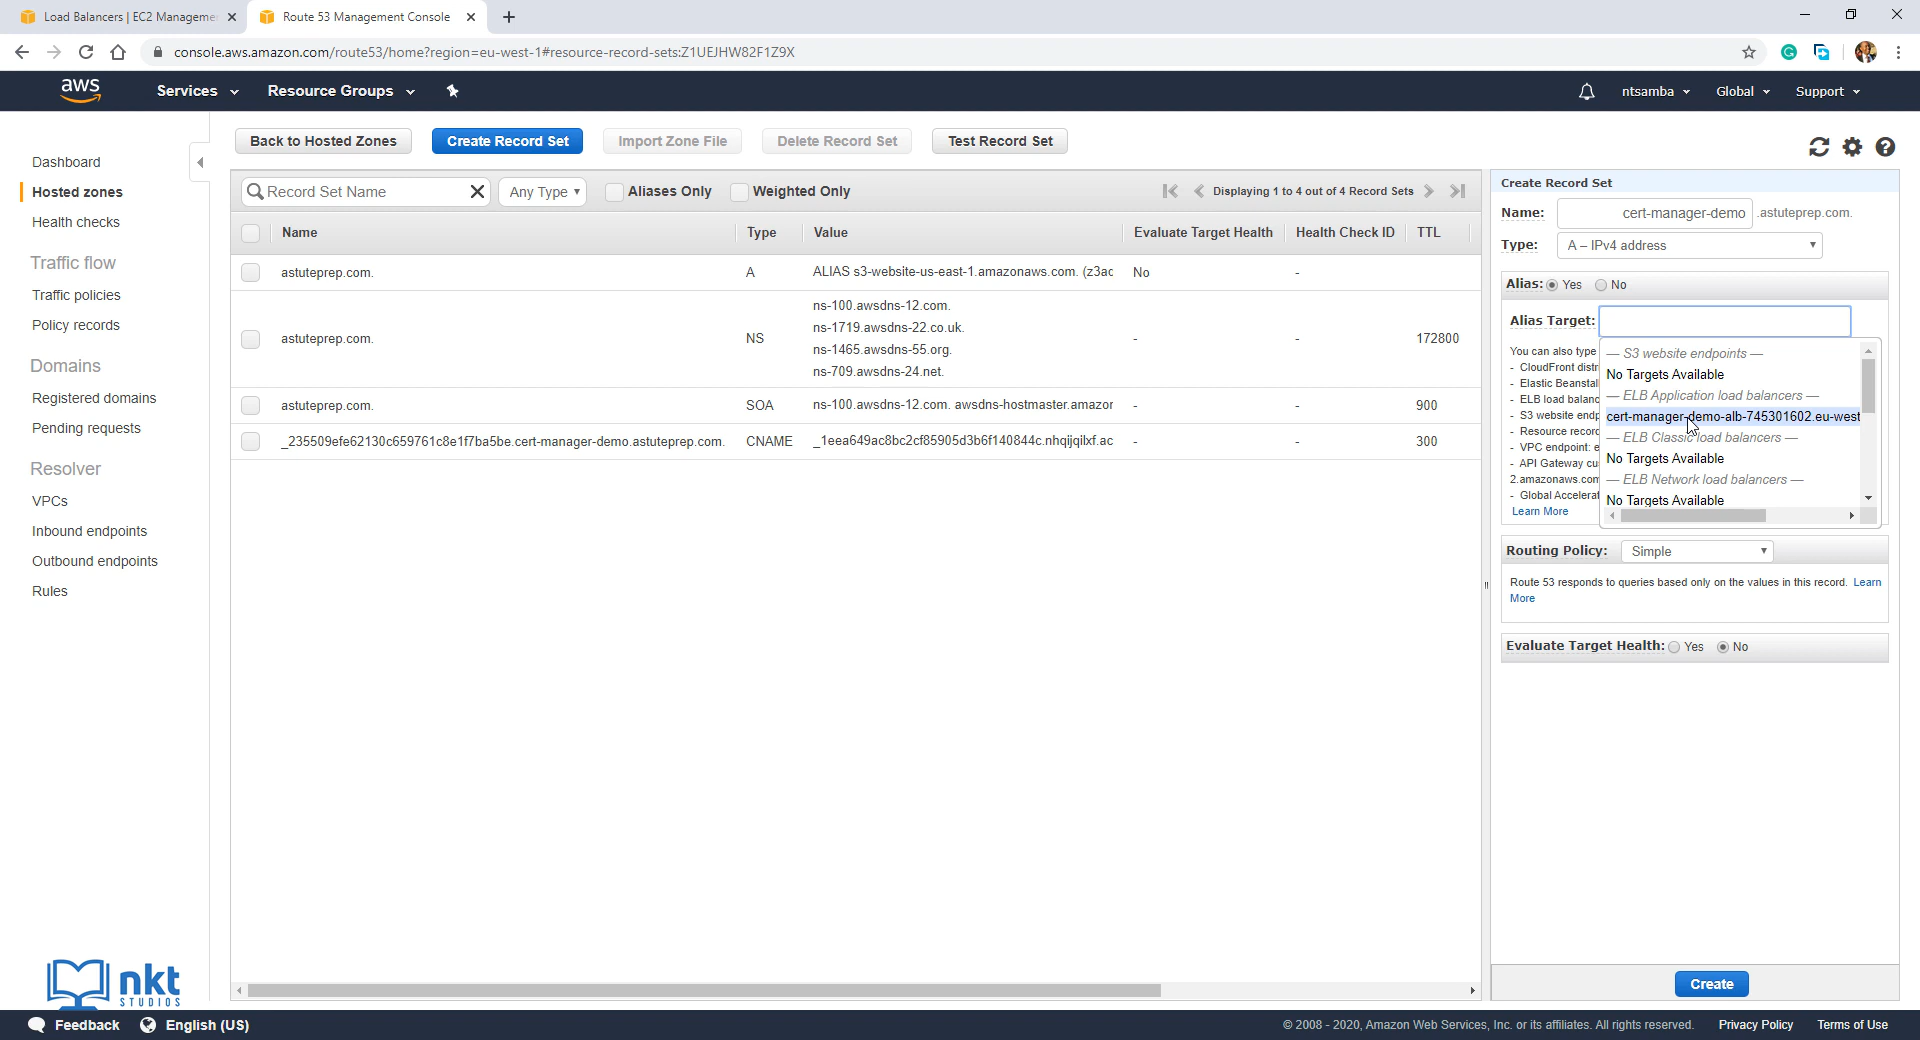 Load Balancers | EC2 Manageme
Route 53 Management Console
console.aws.amazon.com/route53/home?region=eu-west-1#resource-record-sets:Z1UEJHW82F1Z9X
aws
Services
Resource Groups
ntsamba
Global
Support
Dashboard
Hosted zones
Health checks
Traffic flow
Traffic policies
Policy records
Domains
Registered domains
Pending requests
Resolver
VPCs
Inbound endpoints
Outbound endpoints
Rules
Back to Hosted Zones
Create Record Set
Import Zone File
Delete Record Set
Test Record Set
Record Set Name
Any Type
Aliases Only
Weighted Only
Displaying 1 to 4 out of 4 Record Sets
Name Type Value Evaluate Target Health Health Check ID TTL
astuteprep.com. A ALIAS s3-website-us-east-1.amazonaws.com. (z3ac No -
ns-100.awsdns-12.com.
ns-1719.awsdns-22.co.uk.
astuteprep.com. NS - - 172800
ns-1465.awsdns-55.org.
ns-709.awsdns-24.net.
astuteprep.com. SOA ns-100.awsdns-12.com. awsdns-hostmaster.amazon - - 900
_235509efe62130c659761c8e1f7ba5be.cert-manager-demo.astuteprep.com. CNAME _1eea649ac8bc2cf85905d3b6f140844c.nhqijqilxf.ac - - 300
Create Record Set
Name: cert-manager-demo .astuteprep.com.
Type: A – IPv4 address
Alias: Yes No
Alias Target:
You can also type
- CloudFront distr
- Elastic Beanstal
- ELB load balanc
- S3 website endp
- Resource record
- VPC endpoint: e
- API Gateway cu
2.amazonaws.com
- Global Accelerat
Learn More
— S3 website endpoints —
No Targets Available
— ELB Application load balancers —
cert-manager-demo-alb-745301602.eu-west
— ELB Classic load balancers —
No Targets Available
— ELB Network load balancers —
No Targets Available
Routing Policy: Simple
Route 53 responds to queries based only on the values in this record. Learn
More
Evaluate Target Health: Yes No
Create
nkt
STUDIOS
Feedback
English (US)
© 2008 - 2020, Amazon Web Services, Inc. or its affiliates. All rights reserved.
Privacy Policy
Terms of Use